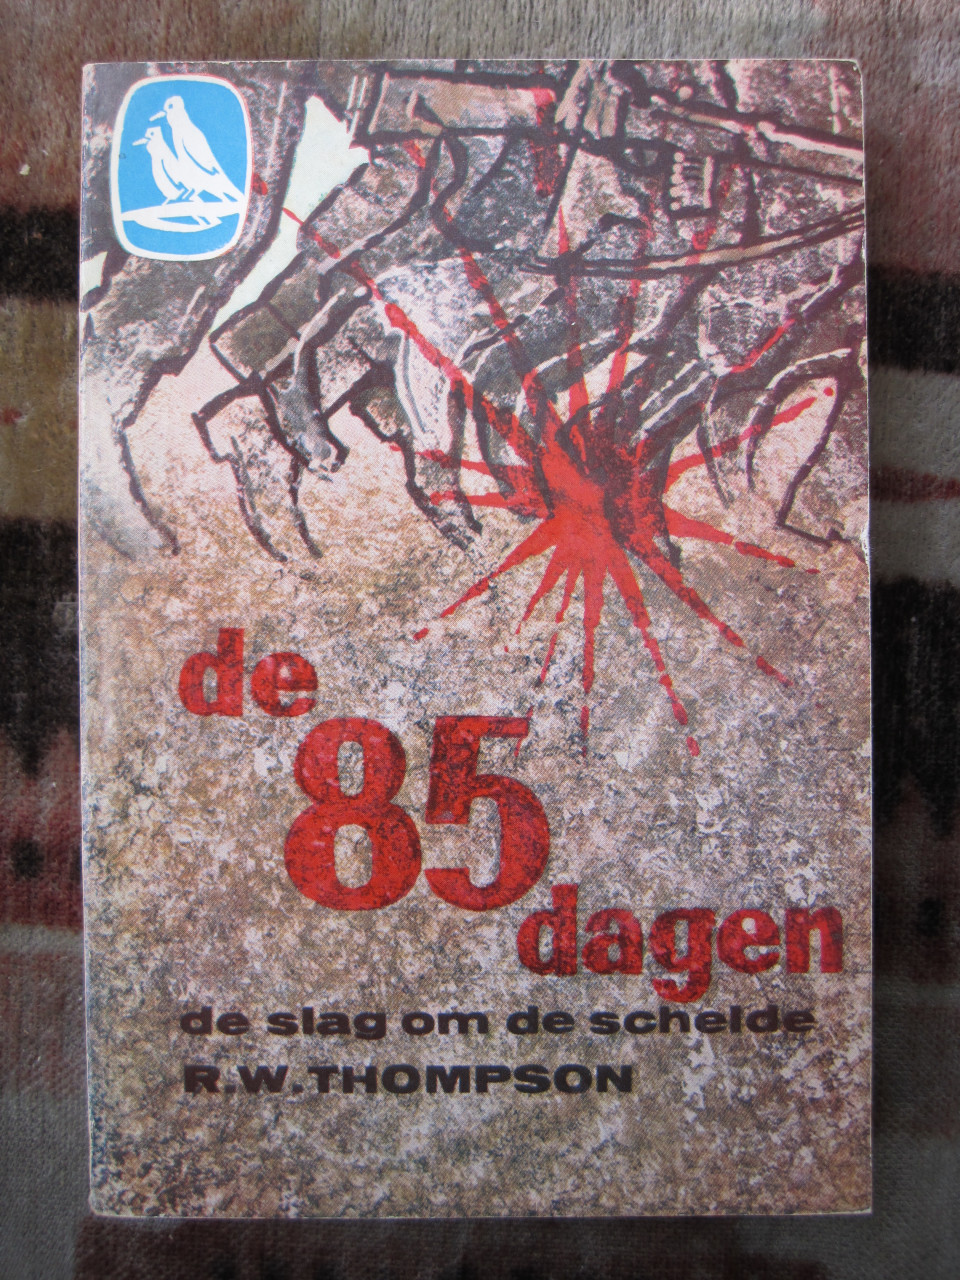 de
85
dagen
de slag om de schelde
R.W. THOMPSON